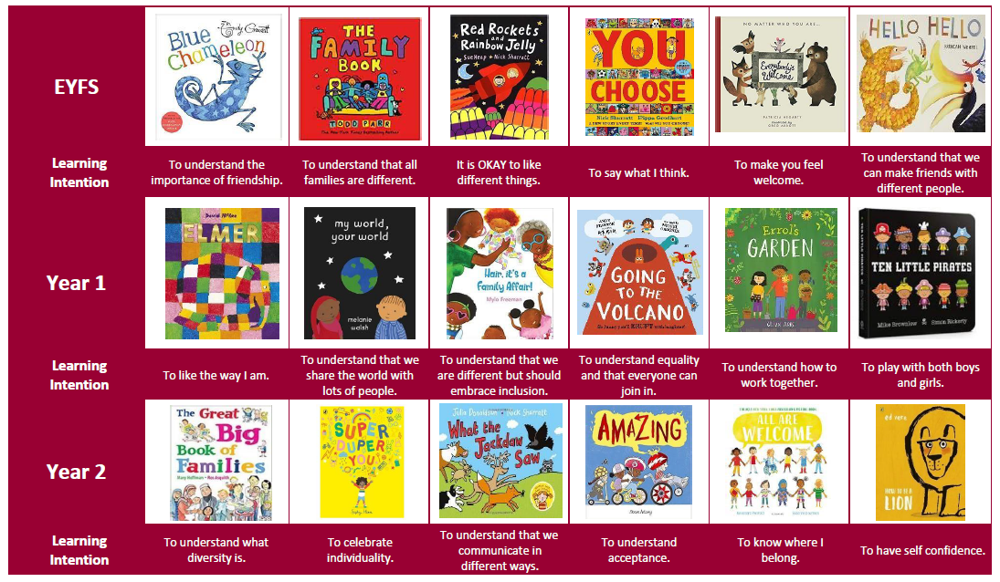 EYFS
Blue
Chameleon
Emily Gravett
THE
FAMILY
BOOK
TODD PARR
Red Rockets
and
Rainbow Jelly
Sue Heap ★ Nick Sharratt
YOU
CHOOSE
Nick Sharratt Pippa Goodhart
NO MATTER WHO YOU ARE...
Everybody's
Welcome
PATRICIA HEGARTY
HELLO HELLO
BRENDAN WENZEL
Learning
Intention
To understand the
importance of friendship.
To understand that all
families are different.
It is OKAY to like
different things.
To say what I think.
To make you feel
welcome.
To understand that we
can make friends with
different people.
Year 1
David McKee
ELMER
my world,
your world
melanie
walsh
Hair, it's a
Family Affair!
Mylo Freeman
GOING
TO THE
VOLCANO
Errol's
GARDEN
TEN LITTLE PIRATES
Mike Brownlow
Simon Rickerty
Learning
Intention
To like the way I am.
To understand that we
share the world with
lots of people.
To understand that we
are different but should
embrace inclusion.
To understand equality
and that everyone can
join in.
To understand how to
work together.
To play with both boys
and girls.
Year 2
The
Great
Big
Book of
Families
Mary Hoffman • Ros Asquith
SUPER
DUPER
YOU!
Julia Donaldson Nick Sharratt
What the
Jackdaw
Saw
AMAZING
Steve Antony
ALL ARE
WELCOME
ed vere
HOW TO BE A
LION
Learning
Intention
To understand what
diversity is.
To celebrate
individuality.
To understand that we
communicate in
different ways.
To understand
acceptance.
To know where I
belong.
To have self confidence.